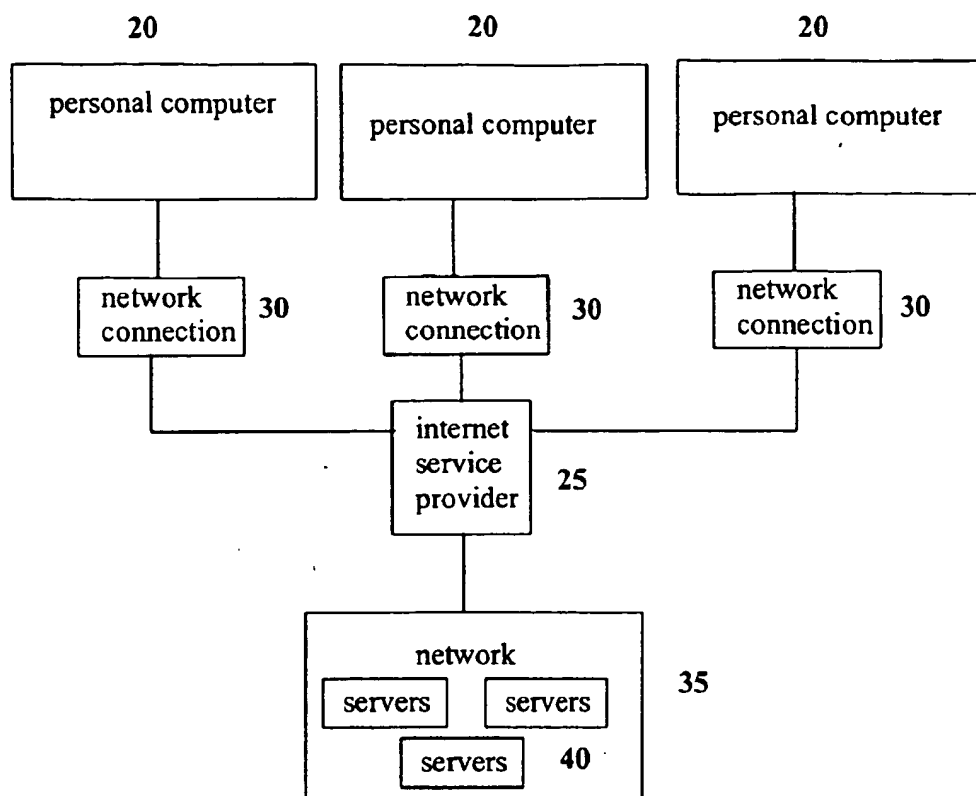 20
20
20
personal computer
personal computer
personal computer
network
connection
30
network
connection
30
network
connection
30
internet
service
provider
25
network
35
servers
servers
servers
40